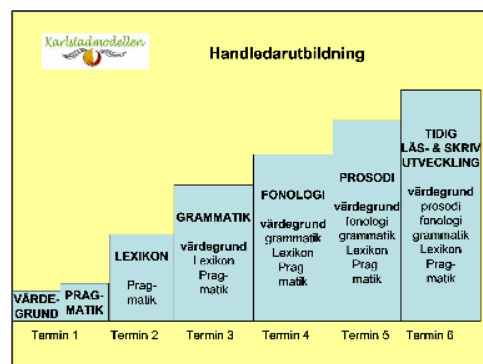 Karlstadmodellen
Handledarutbildning
VÄRDE-
GRUND
PRAG-
MATIK
LEXIKON
Prag-
matik
GRAMMATIK
värdegrund
Lexikon
Prag-
matik
FONOLOGI
värdegrund
grammatik
Lexikon
Prag
matik
PROSODI
värdegrund
fonologi
grammatik
Lexikon
Prag
matik
TIDIG
LÄS- & SKRIV
UTVECKLING
värdegrund
prosodi
fonologi
grammatik
Lexikon
Prag-
matik
Termin 1
Termin 2
Termin 3
Termin 4
Termin 5
Termin 6